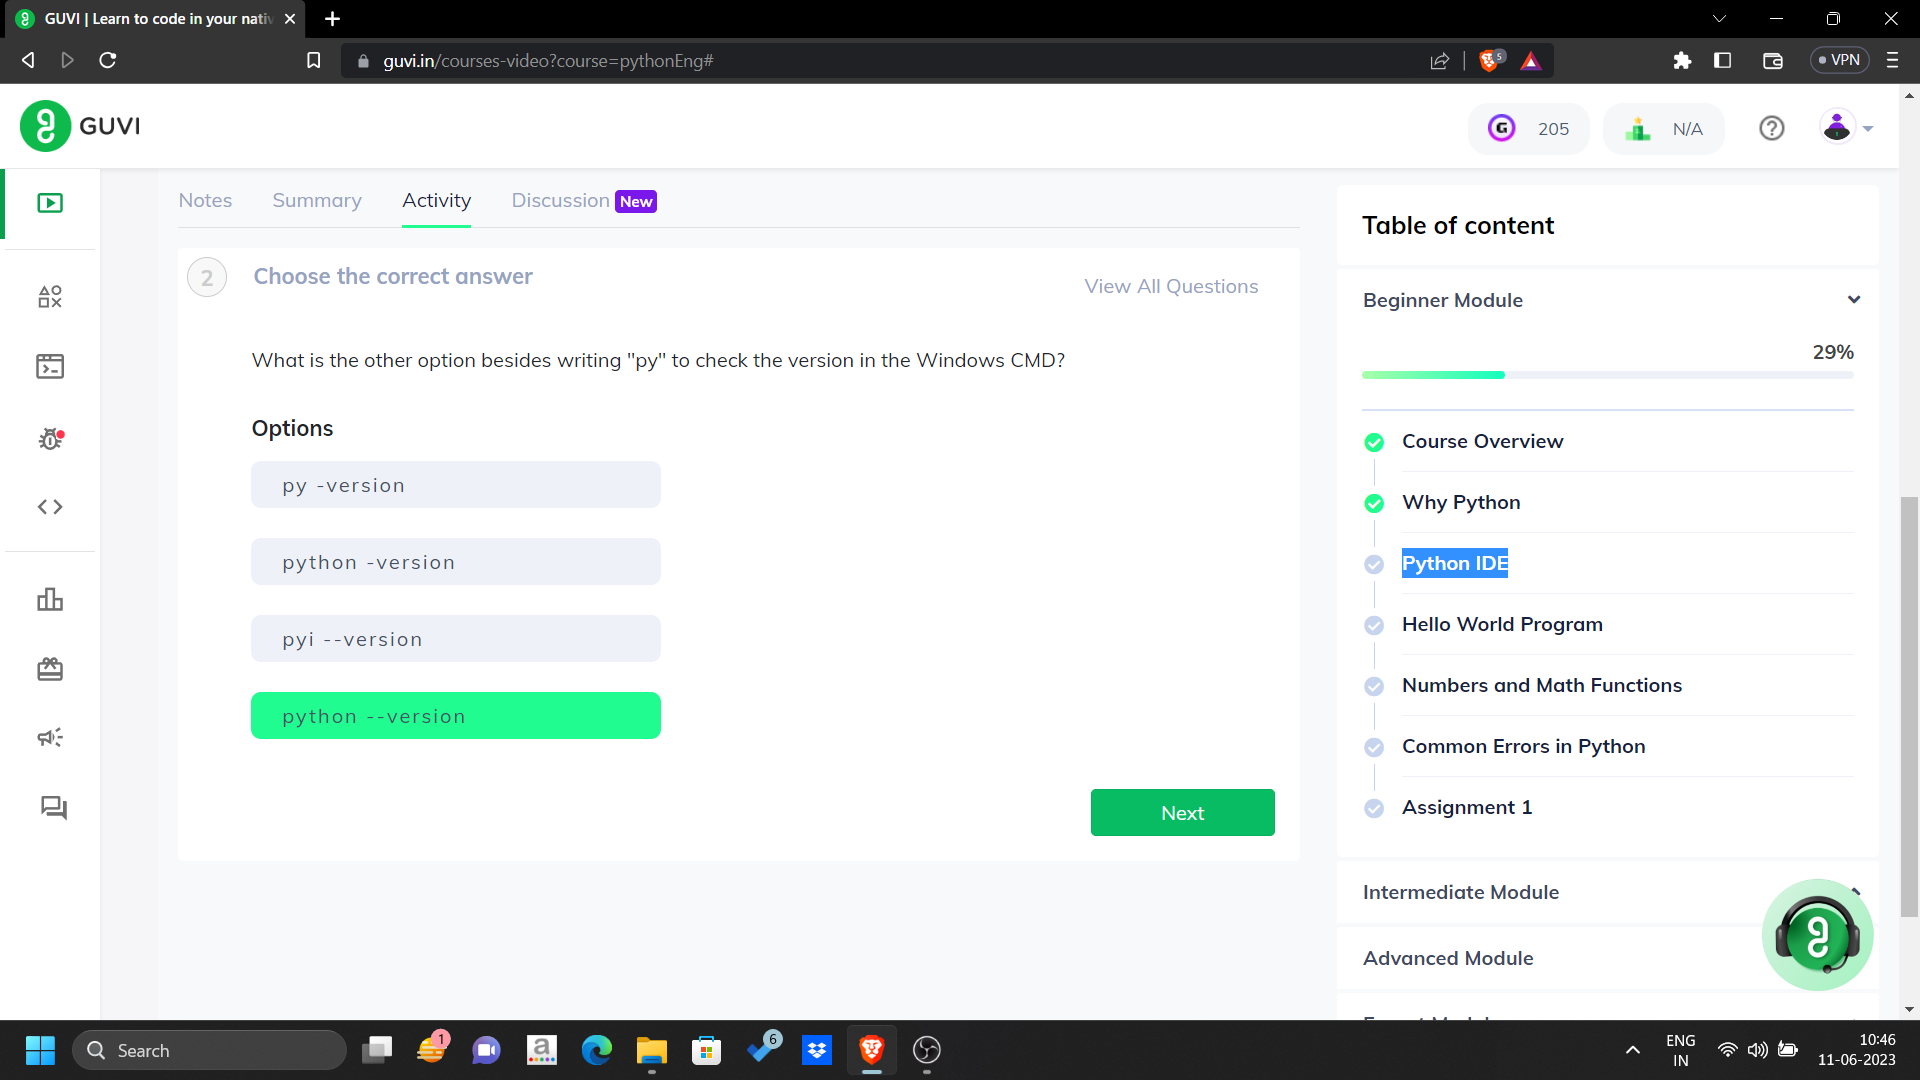 GUVI | Learn to code in your nativ
guvi.in/courses-video?course=pythonEng#
5
VPN
GUVI
G
205
N/A
Notes
Summary
Activity
Discussion
New
2
Choose the correct answer
View All Questions
What is the other option besides writing "py" to check the version in the Windows CMD?
Options
py -version
python -version
pyi --version
python --version
Next
Table of content
Beginner Module
29%
Course Overview
Why Python
Python IDE
Hello World Program
Numbers and Math Functions
Common Errors in Python
Assignment 1
Intermediate Module
Advanced Module
Search
1
a
6
ENG
IN
10:46
11-06-2023